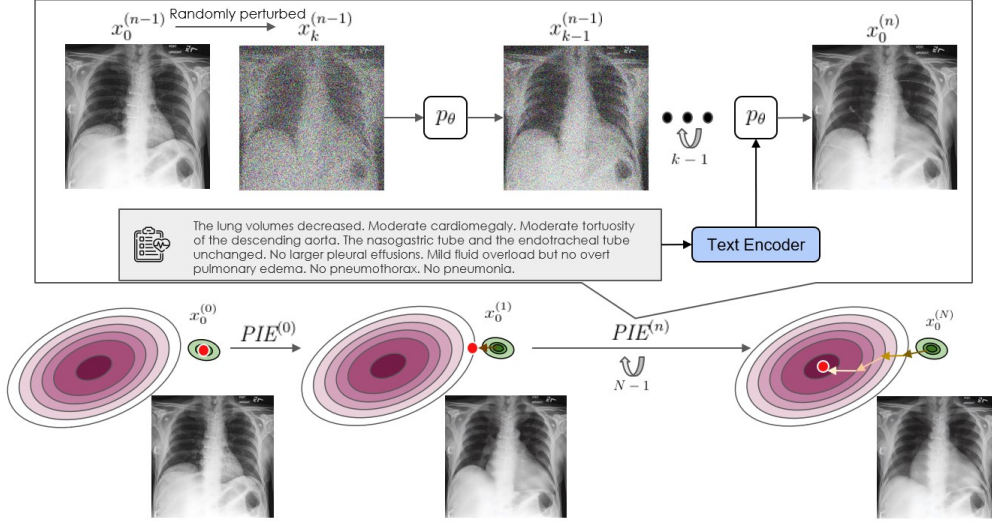 Randomly perturbed
x_0^{(n-1)} x_k^{(n-1)} x_{k-1}^{(n-1)} x_0^{(n)}
p_θ p_θ
k - 1
The lung volumes decreased. Moderate cardiomegaly. Moderate tortuosity
of the descending aorta. The nasogastric tube and the endotracheal tube
unchanged. No larger pleural effusions. Mild fluid overload but no overt
pulmonary edema. No pneumothorax. No pneumonia.
Text Encoder
x_0^{(0)} x_0^{(1)} x_0^{(N)}
PIE^{(0)} PIE^{(n)}
N - 1